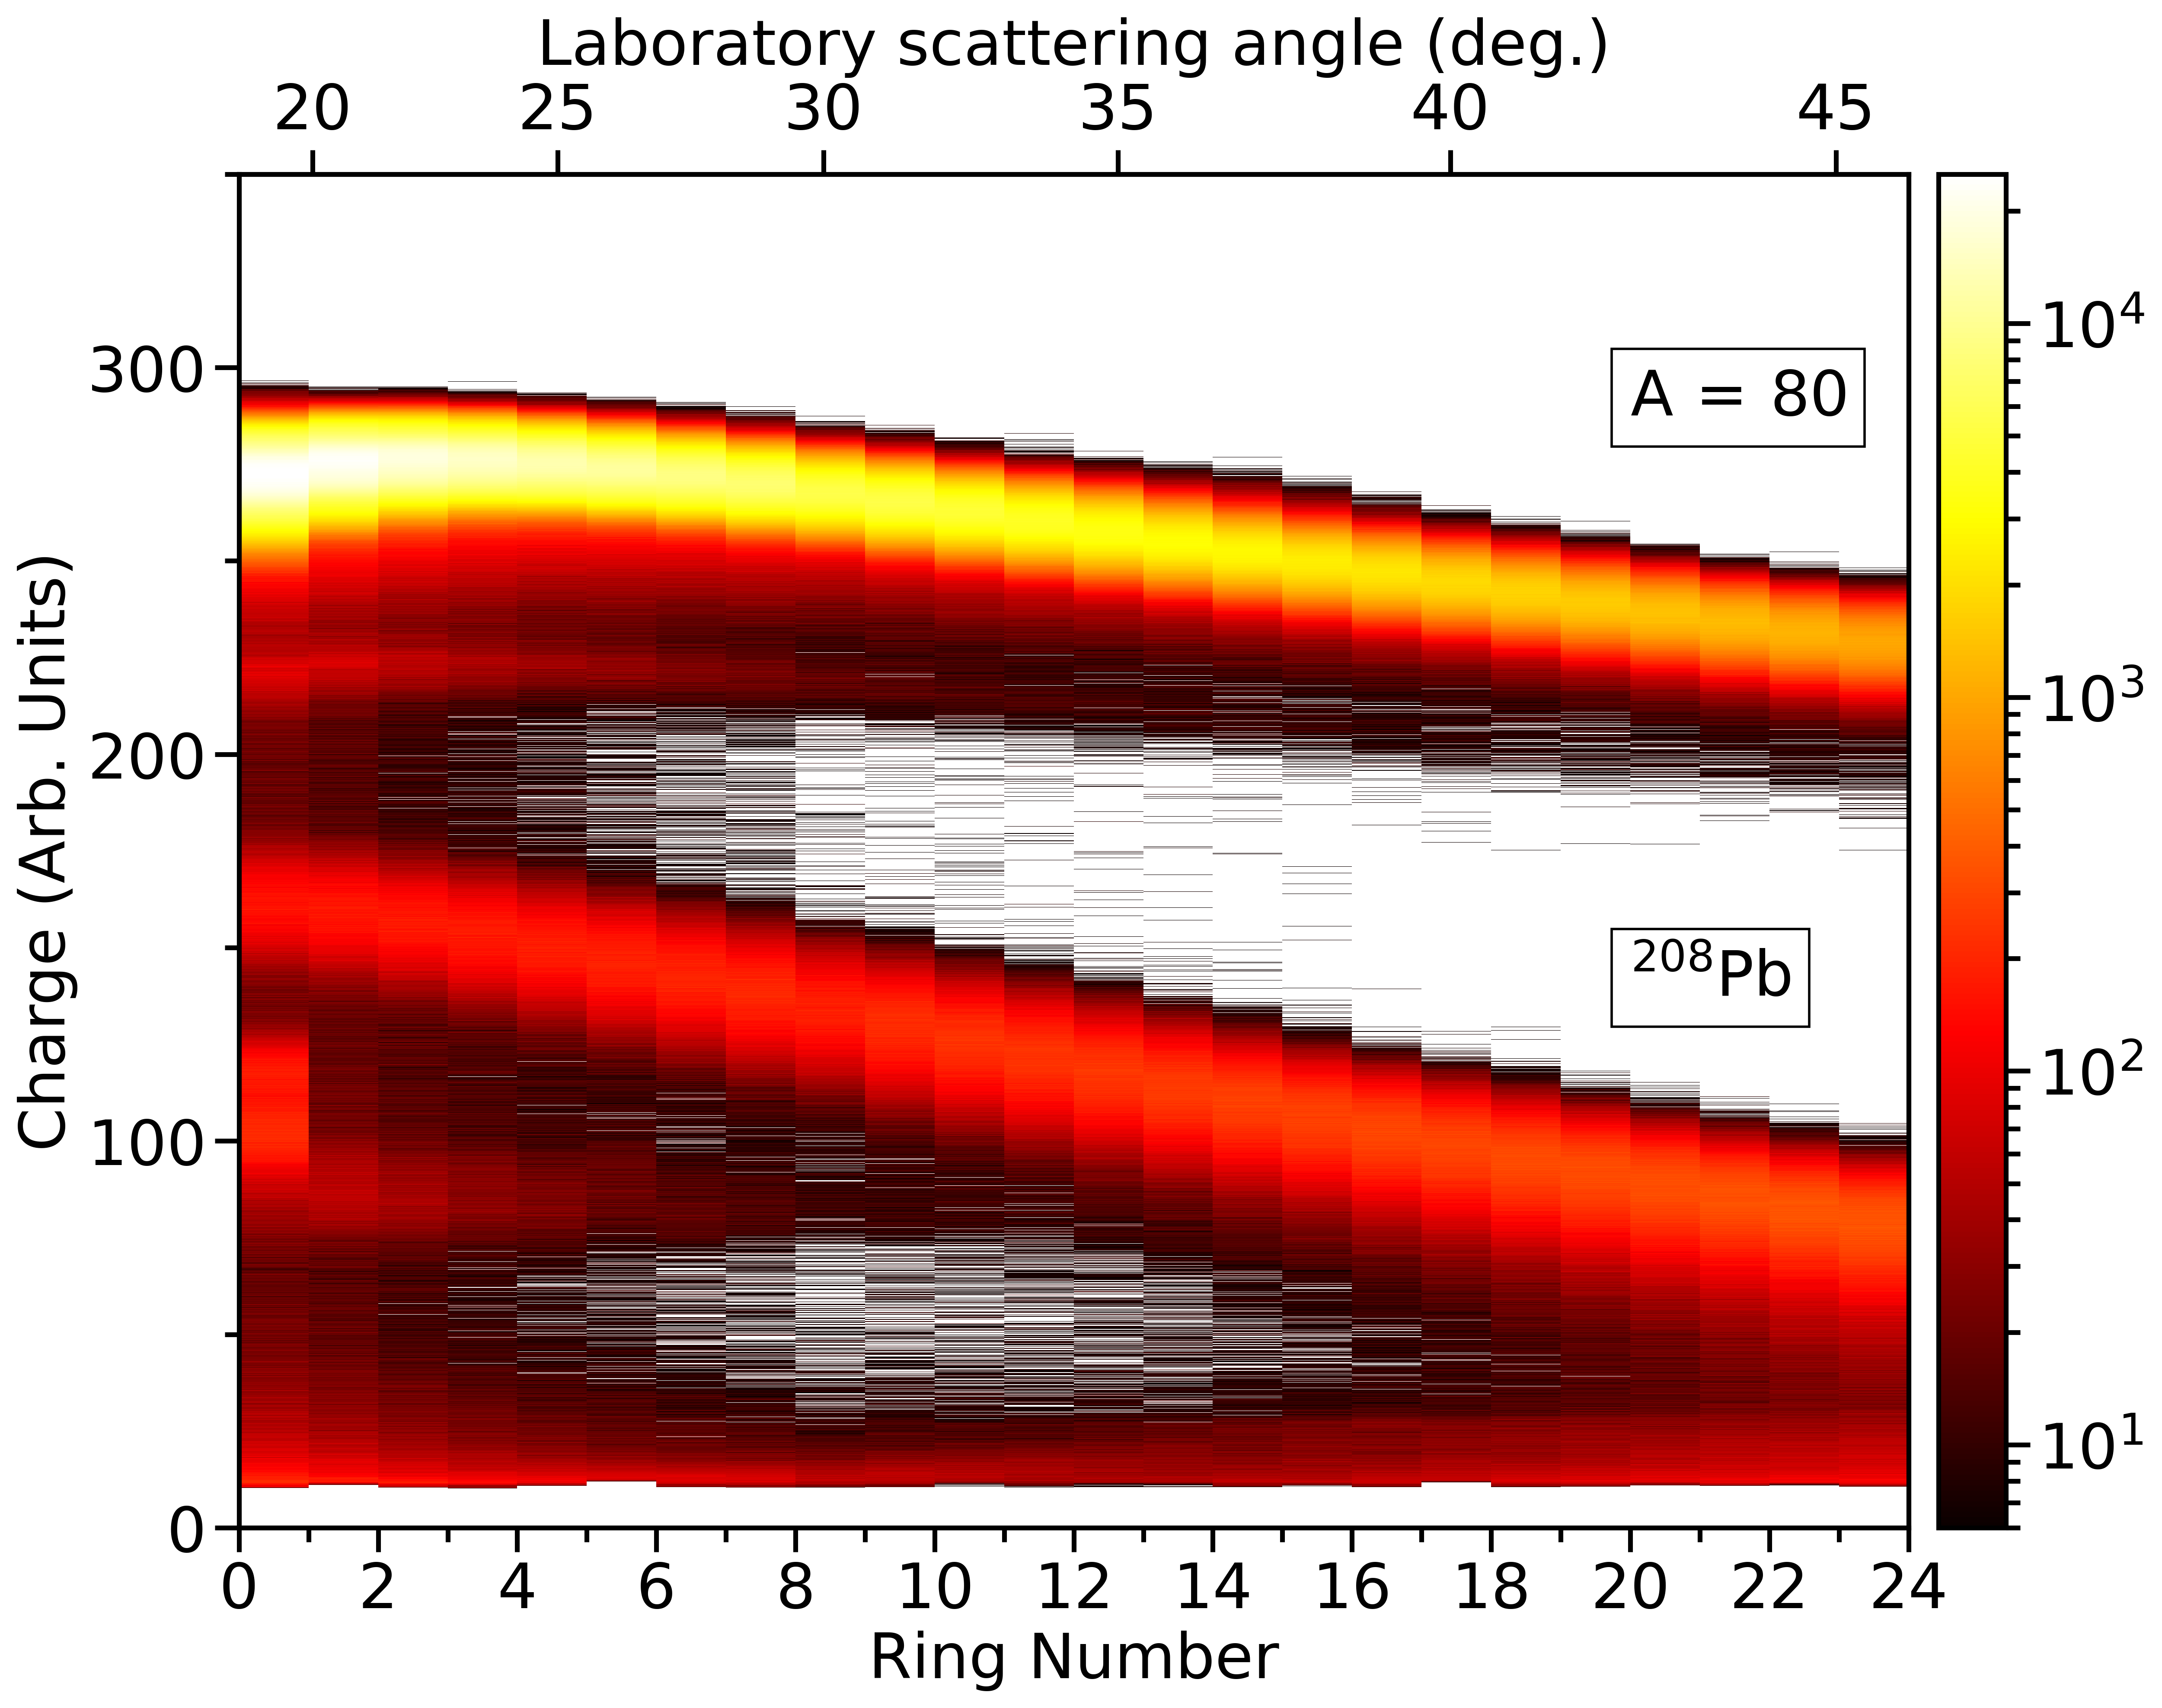 Laboratory scattering angle (deg.)
20 25 30 35 40 45
Charge (Arb. Units)
300
200
100
0
A = 80
²⁰⁸Pb
10⁴
10³
10²
10¹
0 2 4 6 8 10 12 14 16 18 20 22 24
Ring Number